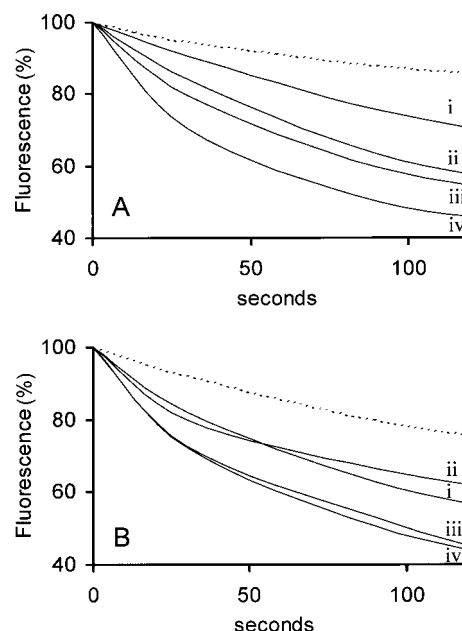 100
80
60
40
Fluorescence (%)
A
i
ii
iii
iv
0
50
100
seconds
100
80
60
40
Fluorescence (%)
B
ii
i
iii
iv
0
50
100
seconds